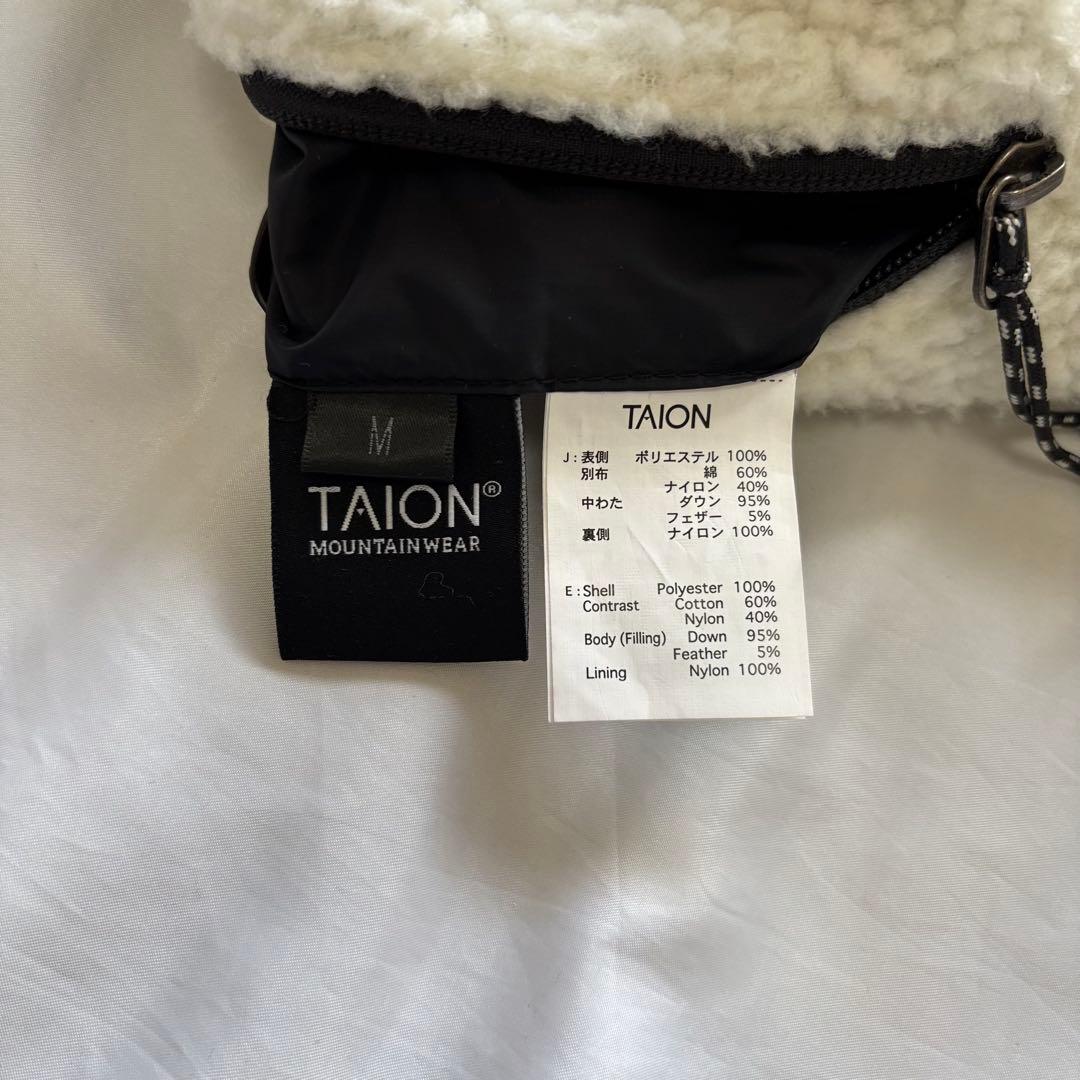 M
TAION®
MOUNTAINWEAR
TAION
J:表側 ポリエステル 100%
別布 綿 60%
ナイロン 40%
中わた ダウン 95%
フェザー 5%
裏側 ナイロン 100%
E:Shell Polyester 100%
Contrast Cotton 60%
Nylon 40%
Body (Filling) Down 95%
Feather 5%
Lining Nylon 100%